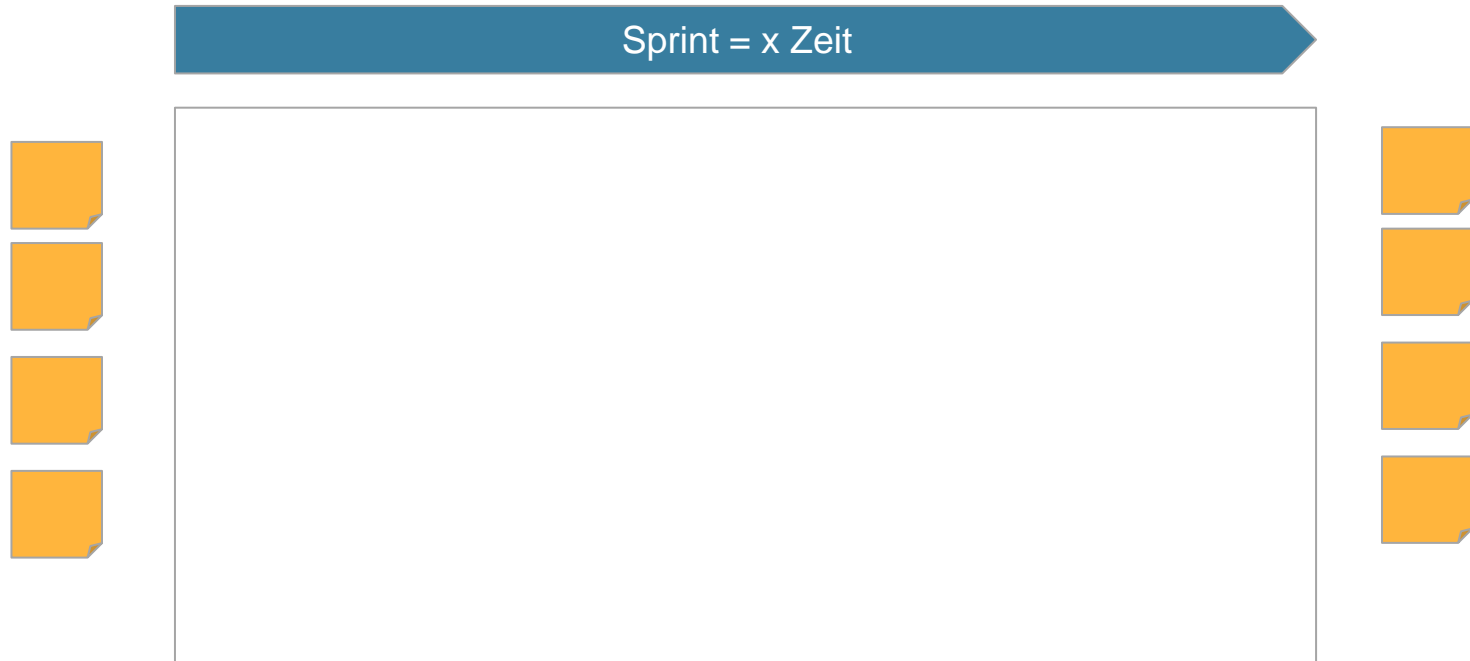 Sprint = x Zeit